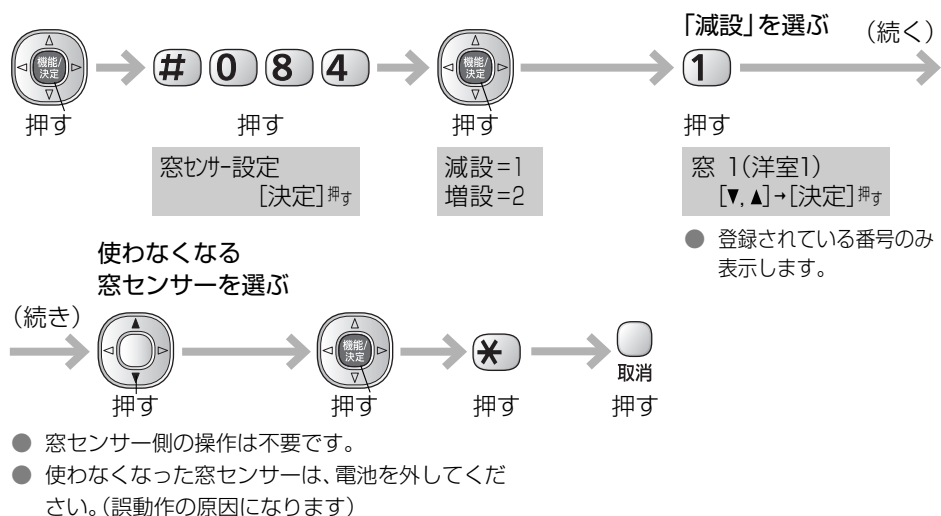 「減設」を選ぶ
(続く)
機能/
決定
# 0 8 4
機能/
決定
1
押す
押す
押す
押す
窓センサー設定
[決定]押す
減設=1
増設=2
窓 1(洋室1)
[▼,▲]→[決定]押す
● 登録されている番号のみ
表示します。
使わなくなる
窓センサーを選ぶ
(続き)
機能/
決定
*
取消
押す
押す
押す
押す
● 窓センサー側の操作は不要です。
● 使わなくなった窓センサーは、電池を外してくだ
さい。(誤動作の原因になります)